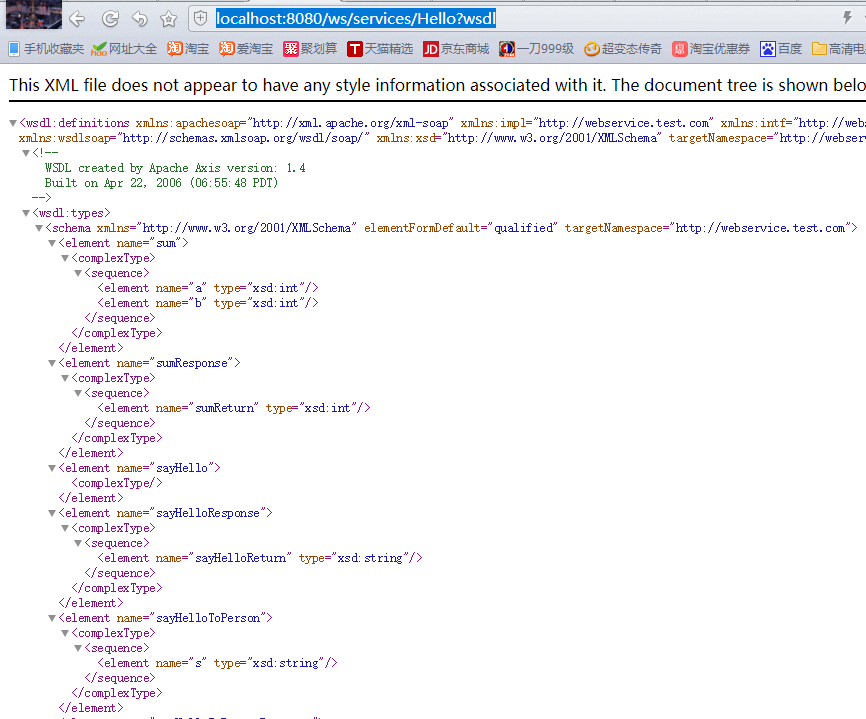 localhost:8080/ws/services/Hello?wsdl
手机收藏夹 网址大全 淘宝 爱淘宝 聚划算 天猫精选 京东商城 一刀999级 超变态传奇 淘宝优惠券 百度 高清电
This XML file does not appear to have any style information associated with it. The document tree is shown belo
<wsdl:definitions xmlns:apachesoap="http://xml.apache.org/xml-soap" xmlns:impl="http://webservice.test.com" xmlns:intf="http://web
xmlns:wsdlsoap="http://schemas.xmlsoap.org/wsdl/soap/" xmlns:xsd="http://www.w3.org/2001/XMLSchema" targetNamespace="http://webser
<!--
WSDL created by Apache Axis version: 1.4
Built on Apr 22, 2006 (06:55:48 PDT)
-->
<wsdl:types>
<schema xmlns="http://www.w3.org/2001/XMLSchema" elementFormDefault="qualified" targetNamespace="http://webservice.test.com">
<element name="sum">
<complexType>
<sequence>
<element name="a" type="xsd:int"/>
<element name="b" type="xsd:int"/>
</sequence>
</complexType>
</element>
<element name="sumResponse">
<complexType>
<sequence>
<element name="sumReturn" type="xsd:int"/>
</sequence>
</complexType>
</element>
<element name="sayHello">
<complexType/>
</element>
<element name="sayHelloResponse">
<complexType>
<sequence>
<element name="sayHelloReturn" type="xsd:string"/>
</sequence>
</complexType>
</element>
<element name="sayHelloToPerson">
<complexType>
<sequence>
<element name="s" type="xsd:string"/>
</sequence>
</complexType>
</element>